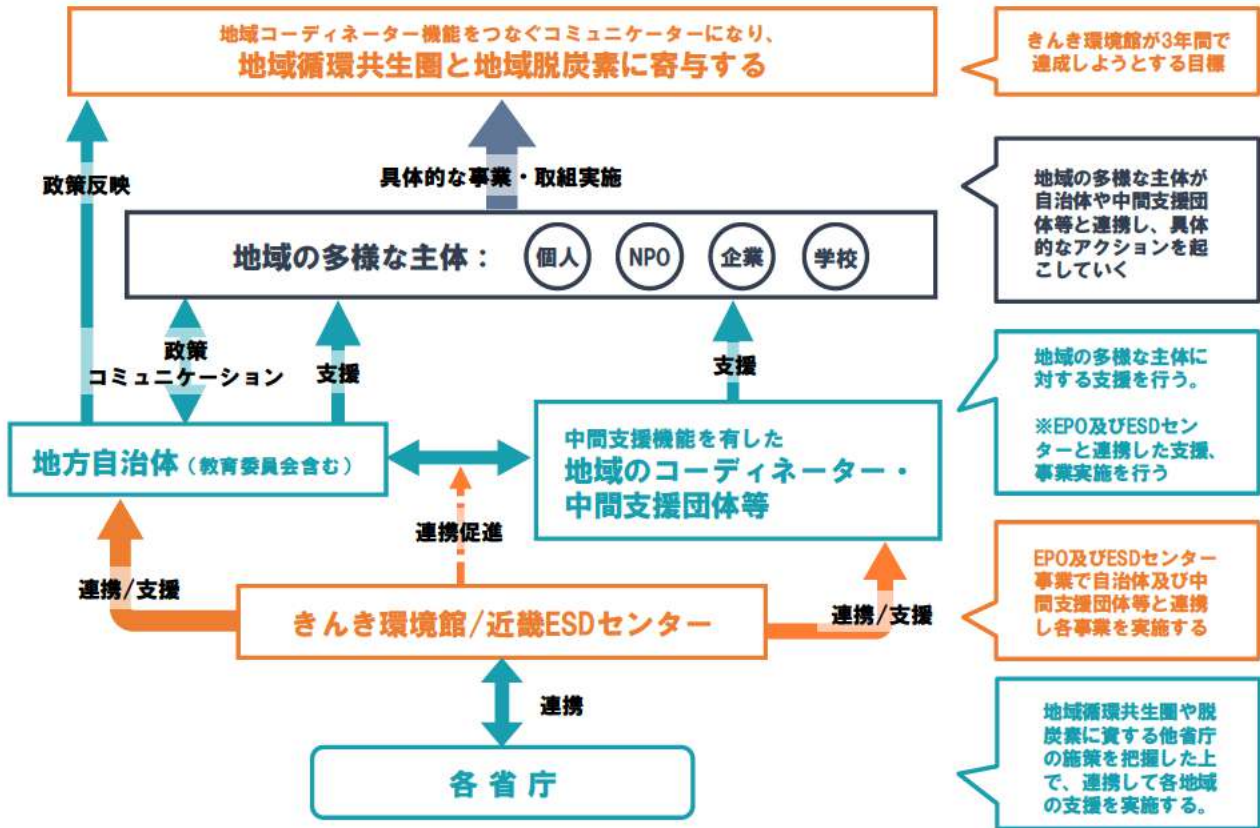 地域コーディネーター機能をつなぐコミュニケーターになり、
地域循環共生圏と地域脱炭素に寄与する
きんき環境館が3年間で
達成しようとする目標
政策反映
具体的な事業・取組実施
地域の多様な主体が
自治体や中間支援団
体等と連携し、具体
的なアクションを起
こしていく
地域の多様な主体：
個人
NPO
企業
学校
政策
コミュニケーション
支援
支援
地域の多様な主体に
対する支援を行う。
※EPO及びESDセン
ターと連携した支援、
事業実施を行う
地方自治体（教育委員会含む）
中間支援機能を有した
地域のコーディネーター・
中間支援団体等
連携促進
連携/支援
連携/支援
EPO及びESDセンター
事業で自治体及び中
間支援団体等と連携
し各事業を実施する
きんき環境館/近畿ESDセンター
連携
各省庁
地域循環共生圏や脱
炭素に資する他省庁
の施策を把握した上
で、連携して各地域
の支援を実施する。